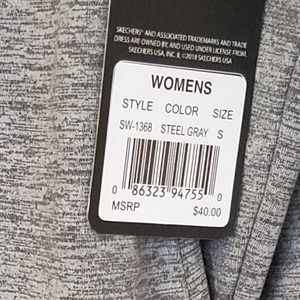 SKECHERS® AND ASSOCIATED TRADEMARKS AND TRADE
DRESS ARE OWNED BY, AND USED UNDER LICENSE FROM,
SKECHERS USA, INC. II. ©2018 SKECHERS USA
WOMENS
STYLE COLOR SIZE
SW-1368 STEEL GRAY S
0 86323 94755 0
MSRP $40.00